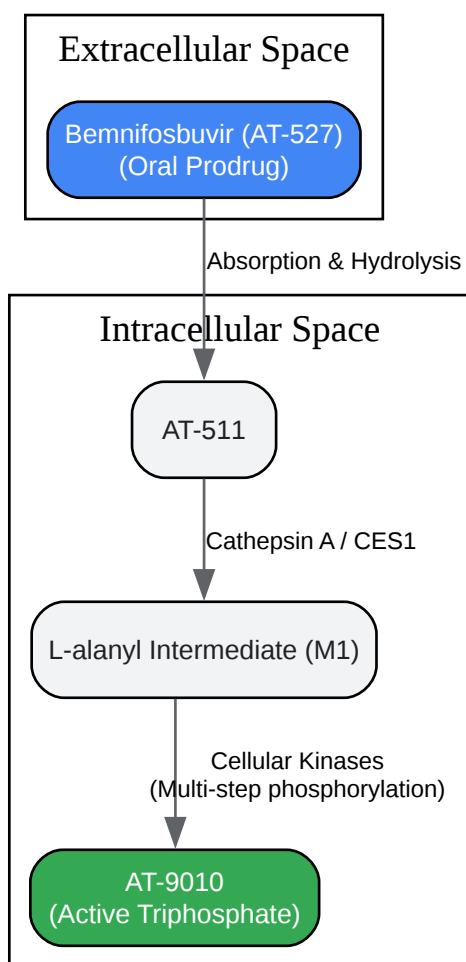 Extracellular Space
Bemnifosbuvir (AT-527)
(Oral Prodrug)
Absorption & Hydrolysis
Intracellular Space
AT-511
Cathepsin A / CES1
L-alanyl Intermediate (M1)
Cellular Kinases
(Multi-step phosphorylation)
AT-9010
(Active Triphosphate)